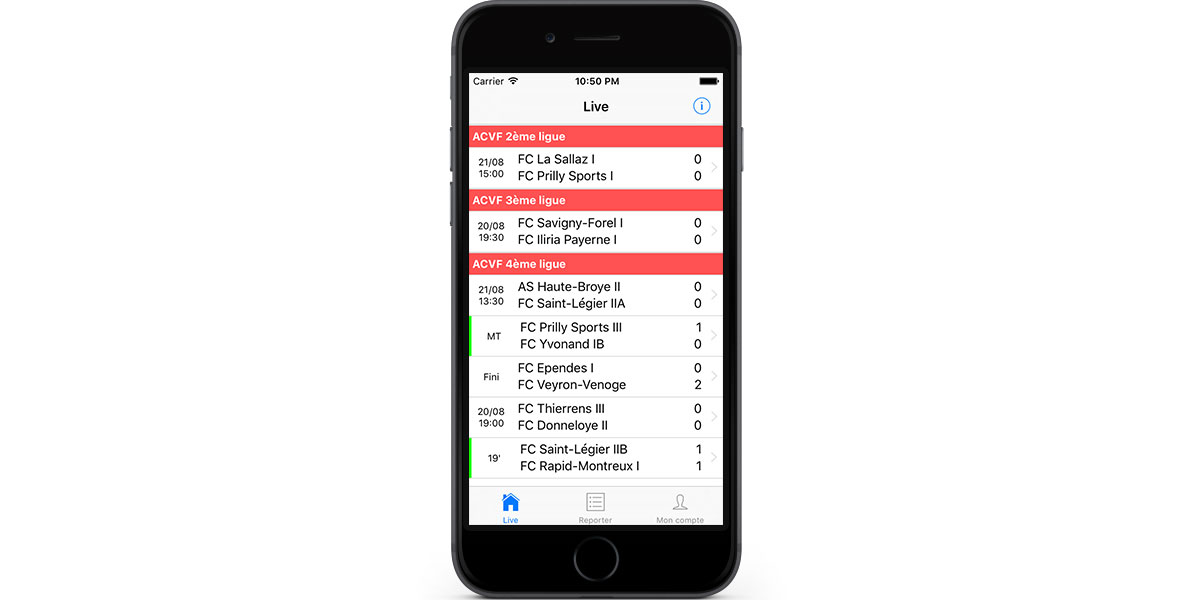 Carrier 10:50 PM
Live
ACVF 2ème ligue
21/08 15:00 FC La Sallaz I 0
FC Prilly Sports I 0
ACVF 3ème ligue
20/08 19:30 FC Savigny-Forel I 0
FC Iliria Payerne I 0
ACVF 4ème ligue
21/08 13:30 AS Haute-Broye II 0
FC Saint-Légier IIA 0
MT FC Prilly Sports III 1
FC Yvonand IB 0
Fini FC Ependes I 0
FC Veyron-Venoge 2
20/08 19:00 FC Thierrens III 0
FC Donneloye II 0
19' FC Saint-Légier IIB 1
FC Rapid-Montreux I 1
Live Reporter Mon compte